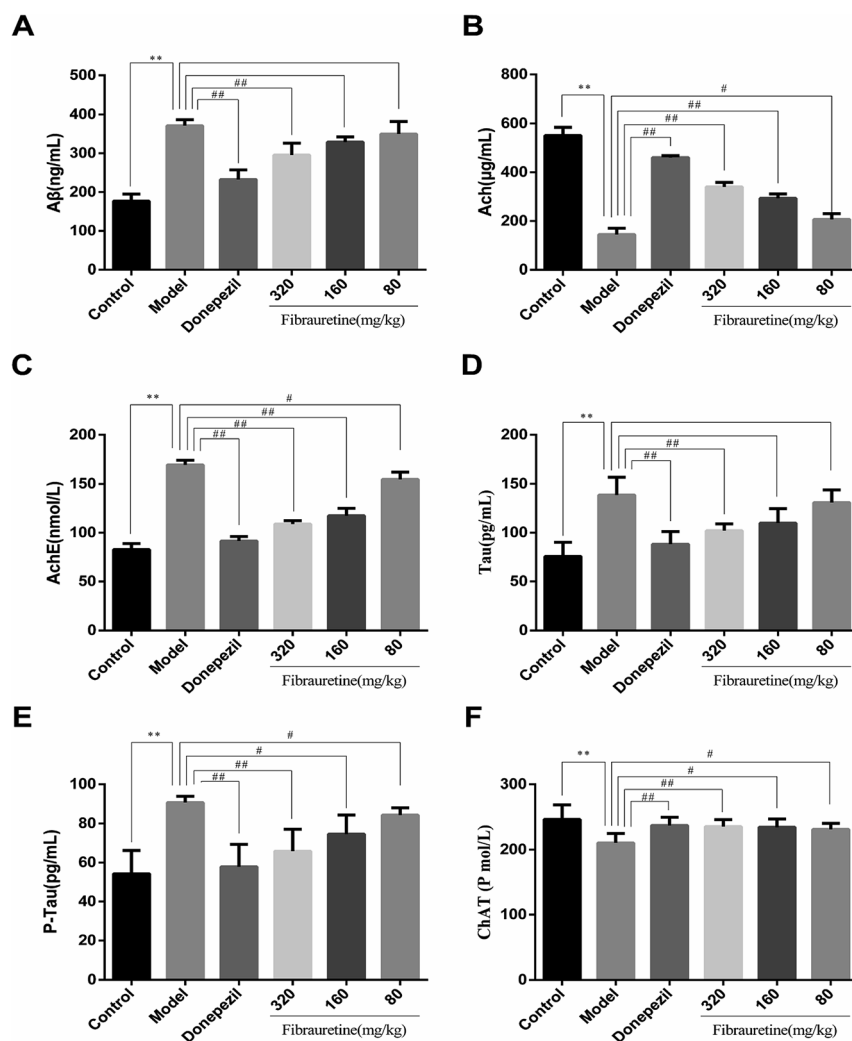 A
**
##
##
500
400
300
200
100
0
Aβ(ng/mL)
Control
Model
Donepezil
320
160
80
Fibrauretine(mg/kg)
B
**
#
##
##
##
800
600
400
200
0
Ach(μg/mL)
Control
Model
Donepezil
320
160
80
Fibrauretine(mg/kg)
C
**
#
##
##
##
200
150
100
50
0
AchE(nmol/L)
Control
Model
Donepezil
320
160
80
Fibrauretine(mg/kg)
D
**
##
##
200
150
100
50
0
Tau(pg/mL)
Control
Model
Donepezil
320
160
80
Fibrauretine(mg/kg)
E
**
#
#
##
##
100
80
60
40
20
0
P-Tau(pg/mL)
Control
Model
Donepezil
320
160
80
Fibrauretine(mg/kg)
F
**
#
#
##
##
300
200
100
0
ChAT (P mol/L)
Control
Model
Donepezil
320
160
80
Fibrauretine(mg/kg)